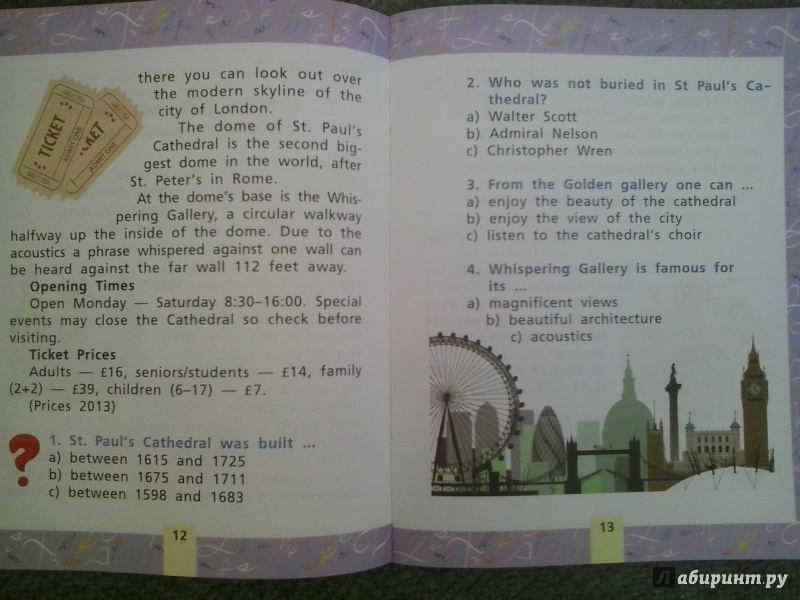 there you can look out over
the modern skyline of the
city of London.
The dome of St. Paul's
Cathedral is the second big-
gest dome in the world, after
St. Peter's in Rome.
At the dome's base is the Whis-
pering Gallery, a circular walkway
halfway up the inside of the dome. Due to the
acoustics a phrase whispered against one wall can
be heard against the far wall 112 feet away.
Opening Times
Open Monday — Saturday 8:30–16:00. Special
events may close the Cathedral so check before
visiting.
Ticket Prices
Adults — £16, seniors/students — £14, family
(2+2) — £39, children (6–17) — £7.
(Prices 2013)
1. St. Paul's Cathedral was built ...
a) between 1615 and 1725
b) between 1675 and 1711
c) between 1598 and 1683
12
TICKET
ADMIT ONE
ADMIT ONE
2. Who was not buried in St Paul's Ca-
thedral?
a) Walter Scott
b) Admiral Nelson
c) Christopher Wren
3. From the Golden gallery one can ...
a) enjoy the beauty of the cathedral
b) enjoy the view of the city
c) listen to the cathedral's choir
4. Whispering Gallery is famous for
its ...
a) magnificent views
b) beautiful architecture
c) acoustics
13
Лабиринт.ру